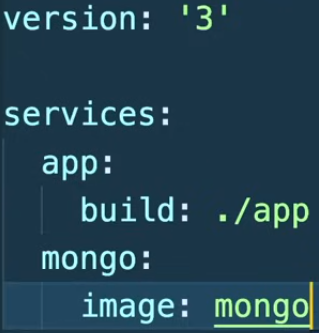 version: '3'
services:
app:
build: ./app
mongo:
image: mongo